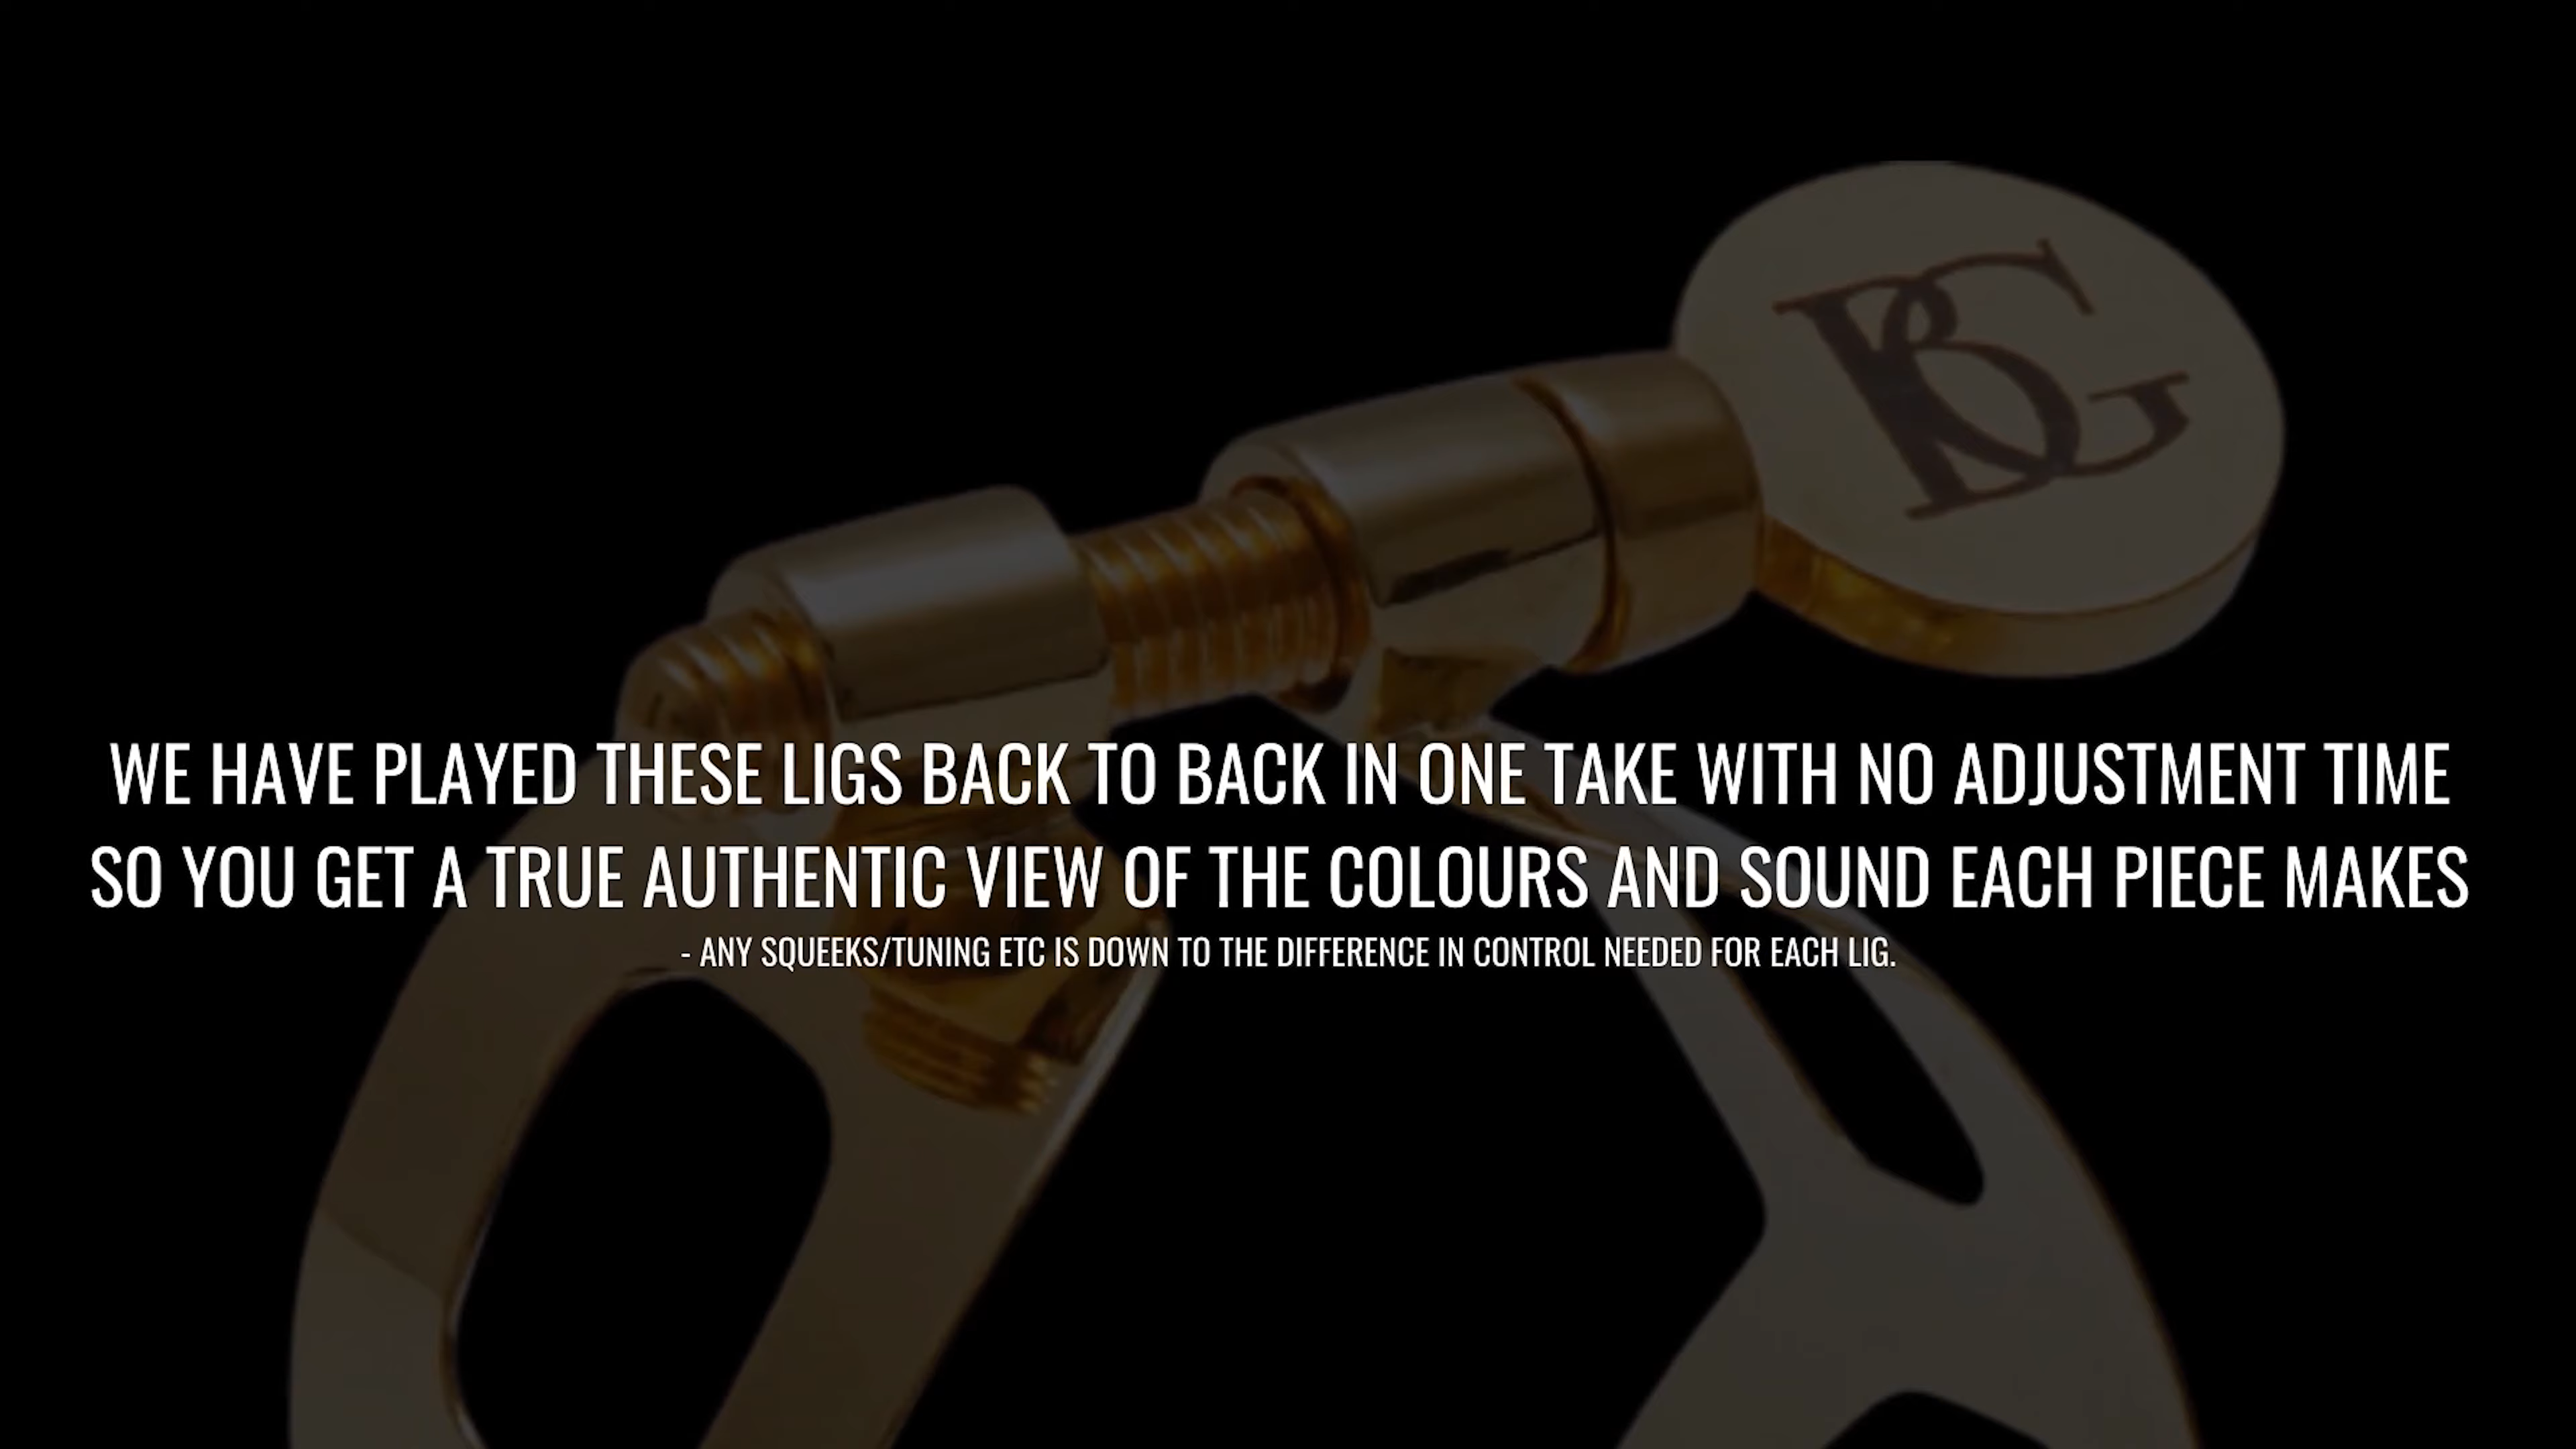 BG
WE HAVE PLAYED THESE LIGS BACK TO BACK IN ONE TAKE WITH NO ADJUSTMENT TIME
SO YOU GET A TRUE AUTHENTIC VIEW OF THE COLOURS AND SOUND EACH PIECE MAKES
- ANY SQUEEKS/TUNING ETC IS DOWN TO THE DIFFERENCE IN CONTROL NEEDED FOR EACH LIG.